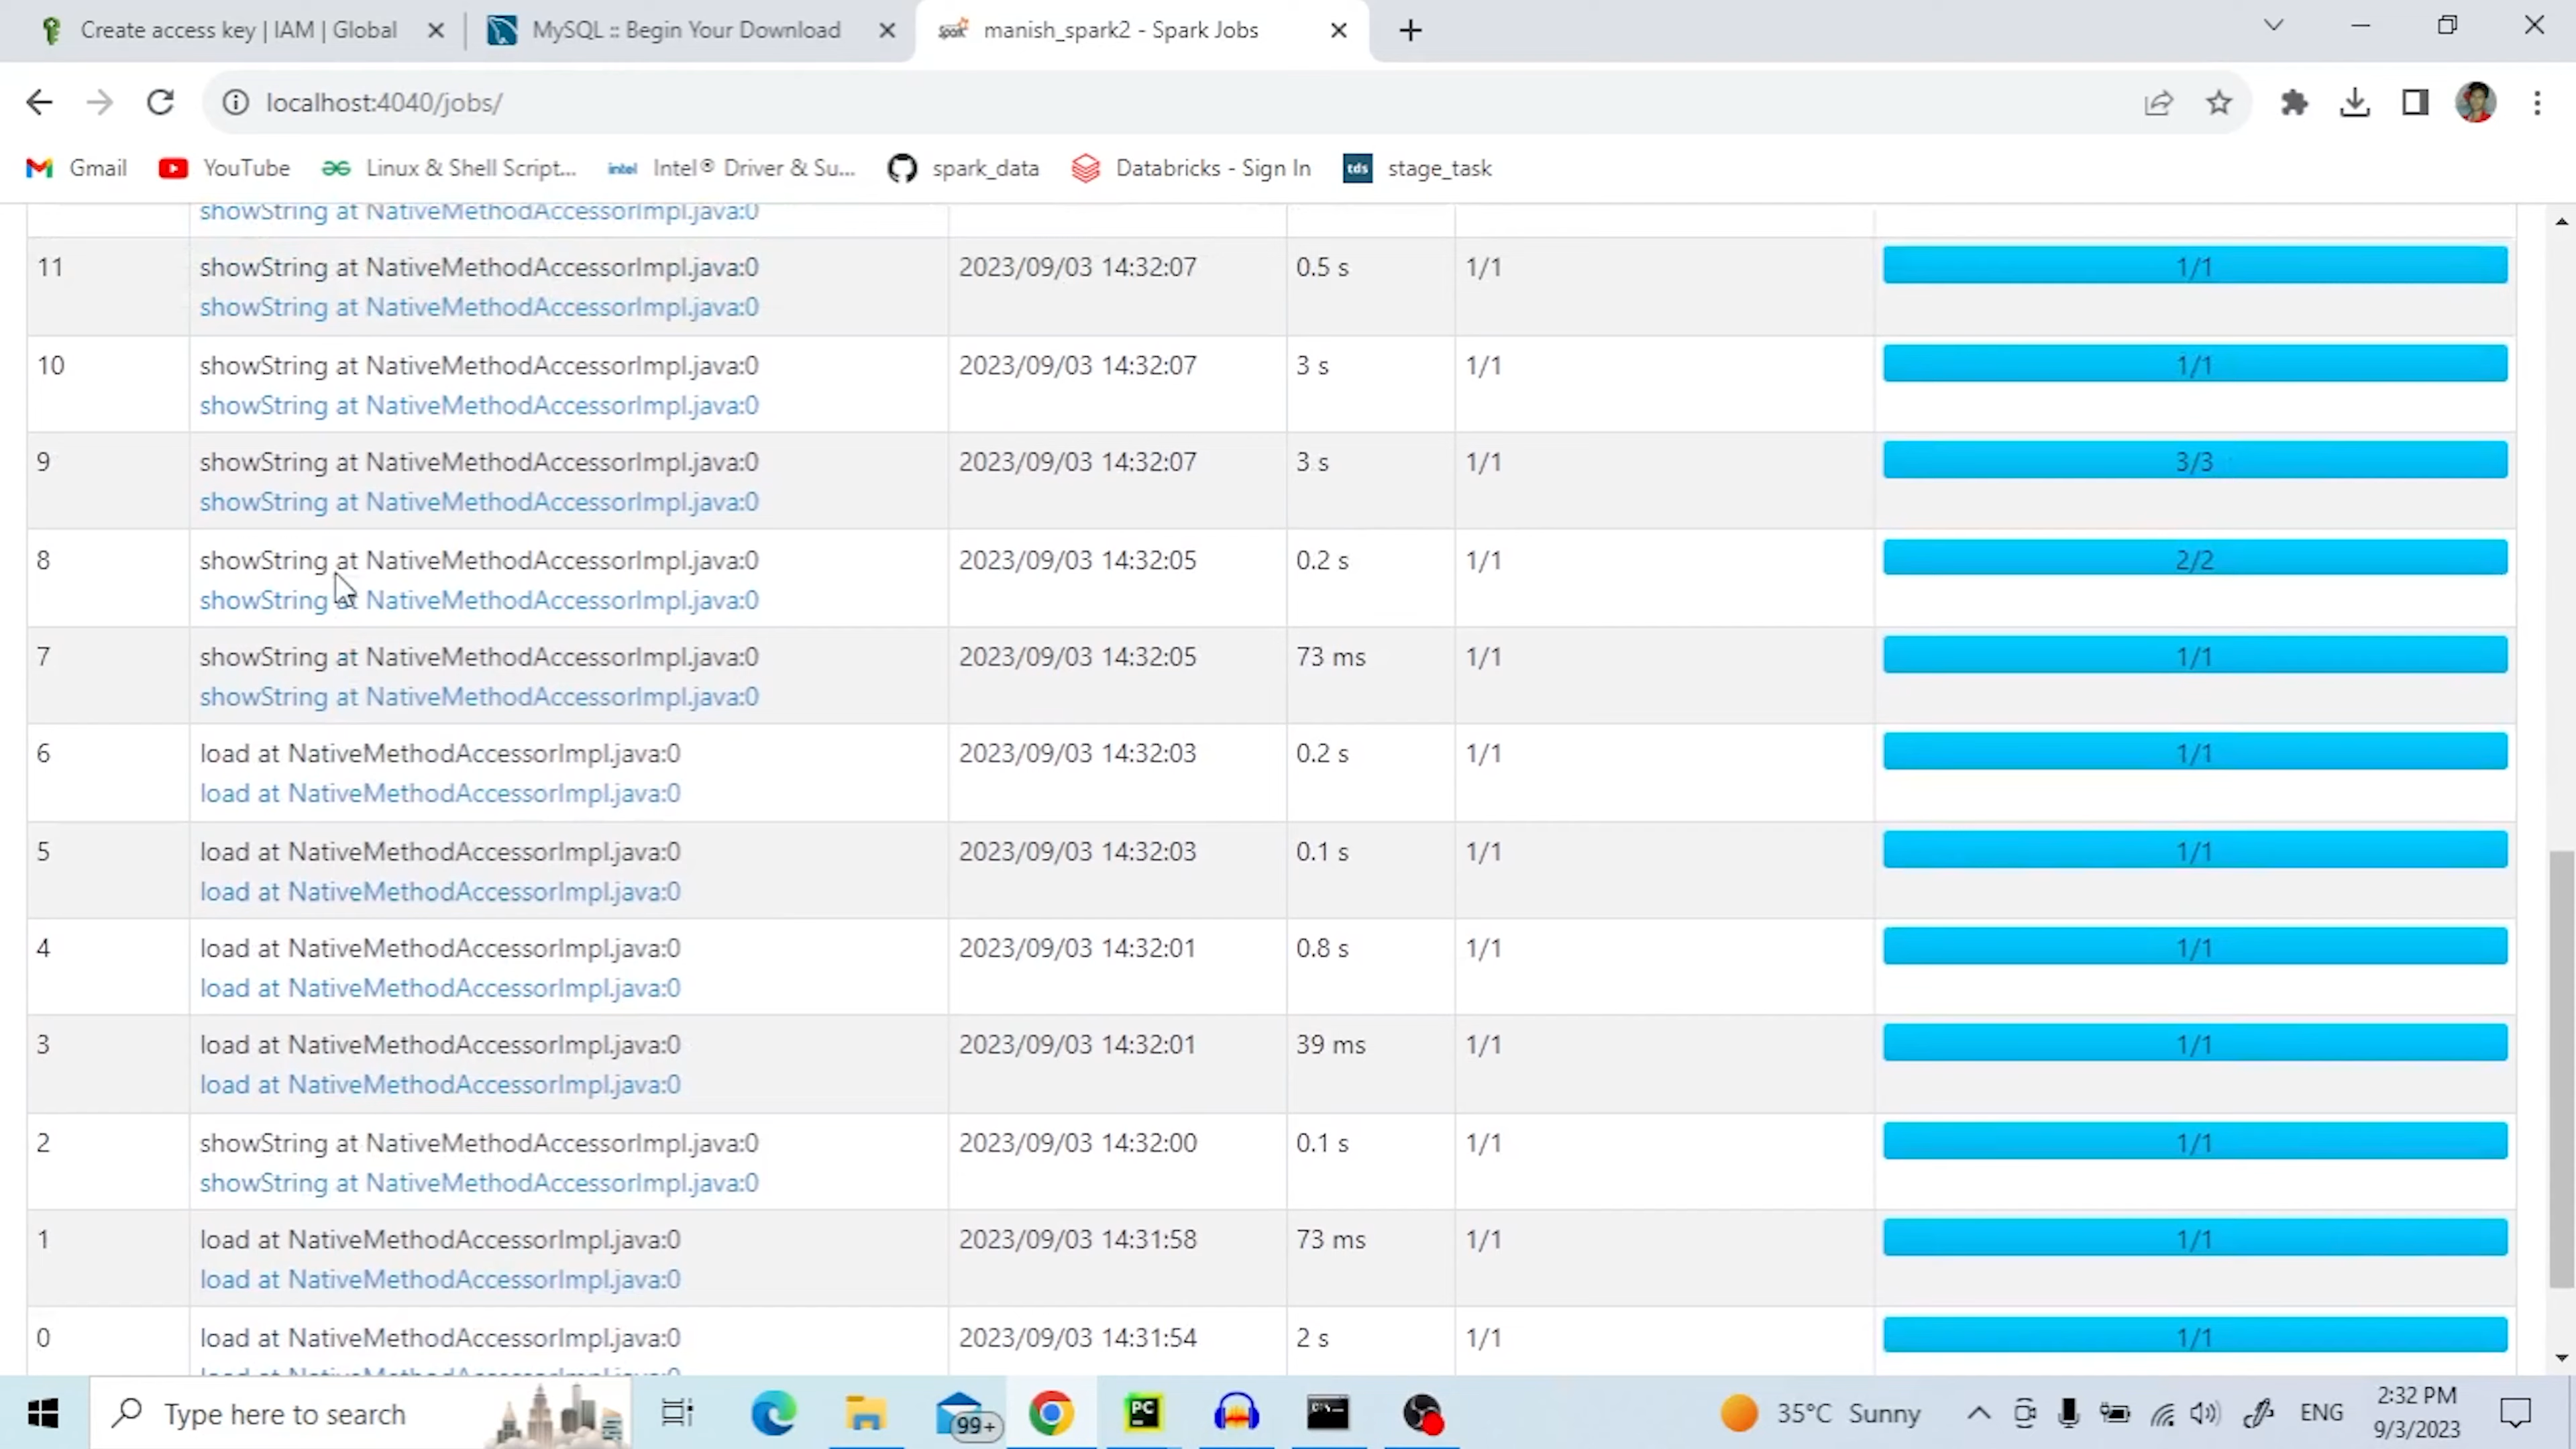 Create access key | IAM | Global
MySQL :: Begin Your Download
manish_spark2 - Spark Jobs
localhost:4040/jobs/
Gmail YouTube Linux & Shell Script... intel Intel® Driver & Su... spark_data Databricks - Sign In tds stage_task
showString at NativeMethodAccessorImpl.java:0
11 showString at NativeMethodAccessorImpl.java:0 2023/09/03 14:32:07 0.5 s 1/1 1/1
showString at NativeMethodAccessorImpl.java:0
10 showString at NativeMethodAccessorImpl.java:0 2023/09/03 14:32:07 3 s 1/1 1/1
showString at NativeMethodAccessorImpl.java:0
9 showString at NativeMethodAccessorImpl.java:0 2023/09/03 14:32:07 3 s 1/1 3/3
showString at NativeMethodAccessorImpl.java:0
8 showString at NativeMethodAccessorImpl.java:0 2023/09/03 14:32:05 0.2 s 1/1 2/2
showString at NativeMethodAccessorImpl.java:0
7 showString at NativeMethodAccessorImpl.java:0 2023/09/03 14:32:05 73 ms 1/1 1/1
showString at NativeMethodAccessorImpl.java:0
6 load at NativeMethodAccessorImpl.java:0 2023/09/03 14:32:03 0.2 s 1/1 1/1
load at NativeMethodAccessorImpl.java:0
5 load at NativeMethodAccessorImpl.java:0 2023/09/03 14:32:03 0.1 s 1/1 1/1
load at NativeMethodAccessorImpl.java:0
4 load at NativeMethodAccessorImpl.java:0 2023/09/03 14:32:01 0.8 s 1/1 1/1
load at NativeMethodAccessorImpl.java:0
3 load at NativeMethodAccessorImpl.java:0 2023/09/03 14:32:01 39 ms 1/1 1/1
load at NativeMethodAccessorImpl.java:0
2 showString at NativeMethodAccessorImpl.java:0 2023/09/03 14:32:00 0.1 s 1/1 1/1
showString at NativeMethodAccessorImpl.java:0
1 load at NativeMethodAccessorImpl.java:0 2023/09/03 14:31:58 73 ms 1/1 1/1
load at NativeMethodAccessorImpl.java:0
0 load at NativeMethodAccessorImpl.java:0 2023/09/03 14:31:54 2 s 1/1 1/1
Type here to search 99+ PC 35°C Sunny ENG 2:32 PM
9/3/2023